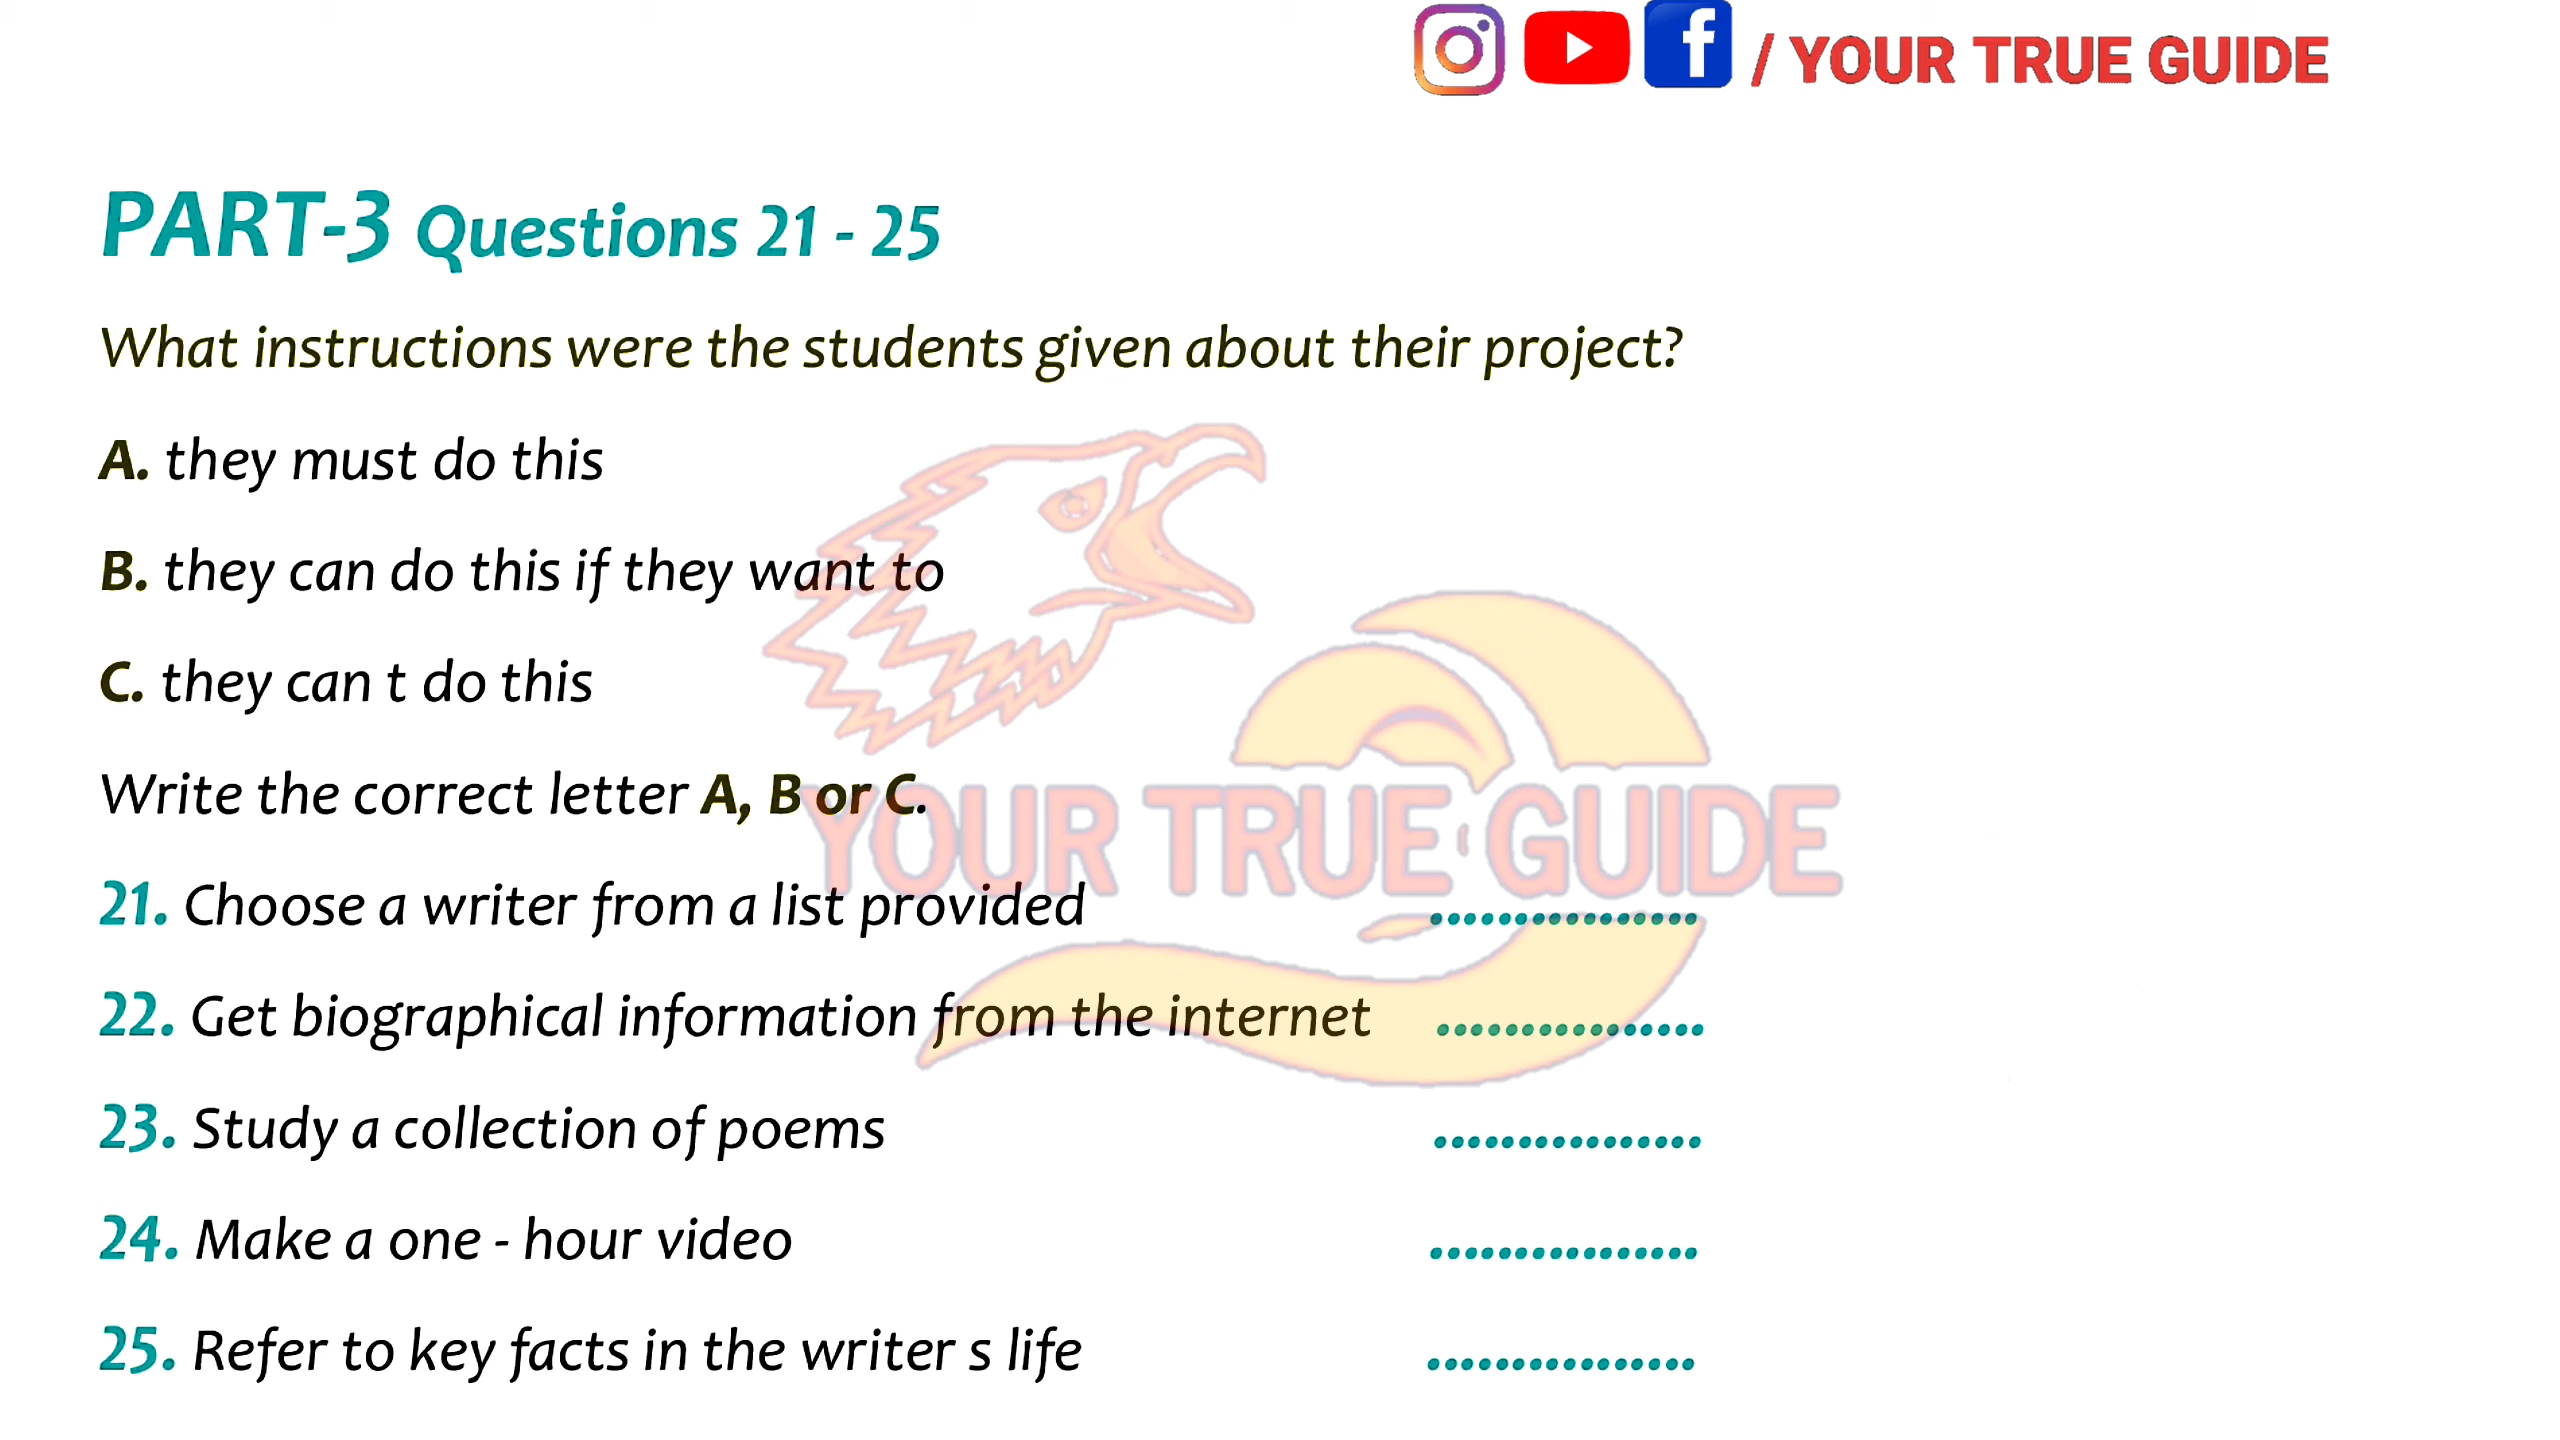 / YOUR TRUE GUIDE
PART-3 Questions 21 - 25
What instructions were the students given about their project?
A. they must do this
B. they can do this if they want to
C. they can t do this
Write the correct letter A, B or C.
YOUR TRUE GUIDE
21. Choose a writer from a list provided ................
22. Get biographical information from the internet ................
23. Study a collection of poems ................
24. Make a one - hour video ................
25. Refer to key facts in the writer s life ................